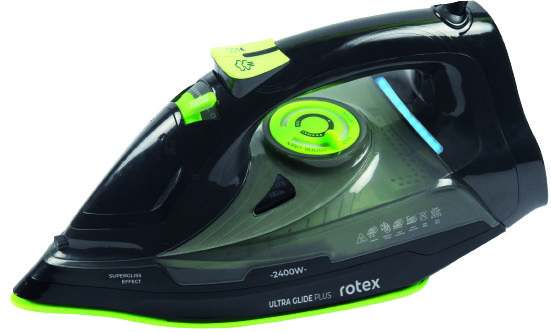 SUPERGLISS
EFFECT
-2400W-
ULTRA GLIDE PLUS rotex